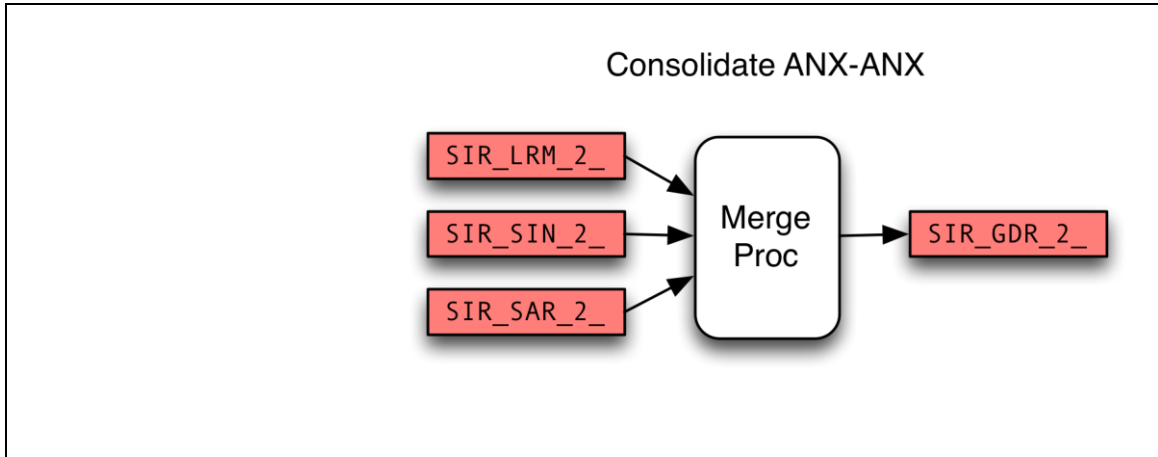 Consolidate ANX-ANX
SIR_LRM_2_
SIR_SIN_2_
SIR_SAR_2_
Merge
Proc
SIR_GDR_2_